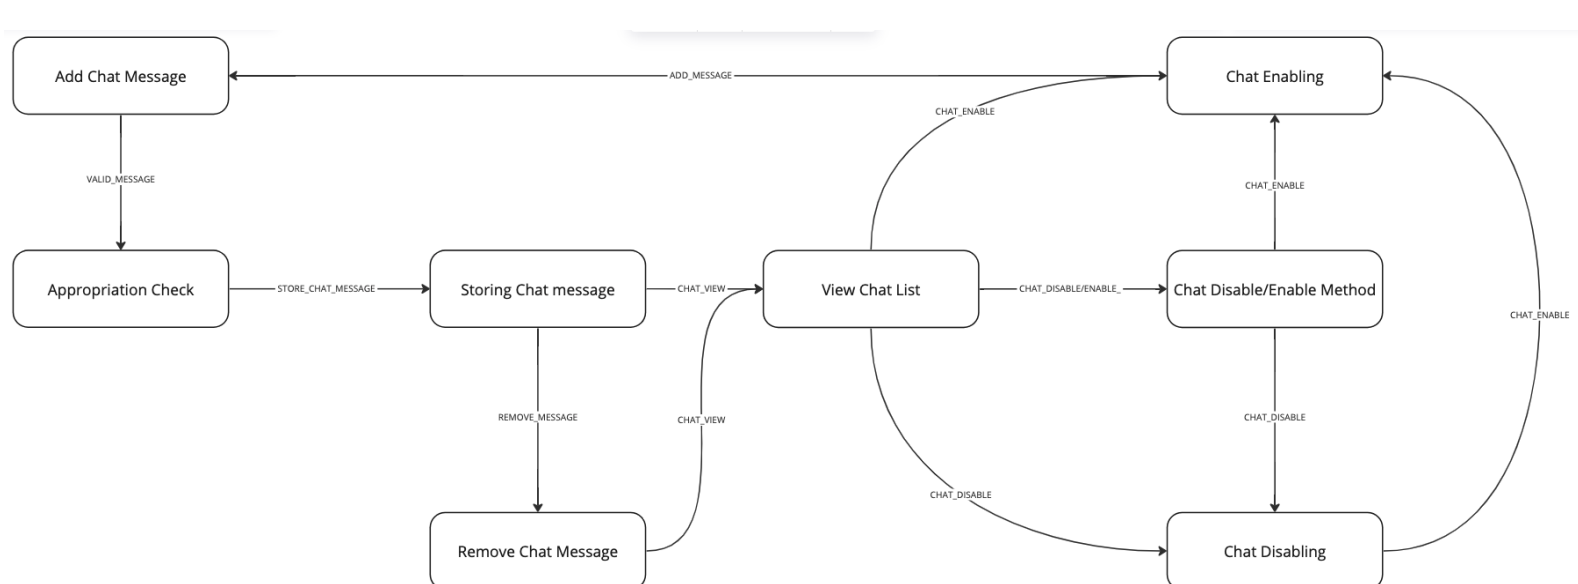 Add Chat Message
ADD_MESSAGE
Chat Enabling
CHAT_ENABLE
VALID_MESSAGE
CHAT_ENABLE
Appropriation Check
STORE_CHAT_MESSAGE
Storing Chat message
CHAT_VIEW
View Chat List
CHAT_DISABLE/ENABLE_
Chat Disable/Enable Method
CHAT_ENABLE
REMOVE_MESSAGE
CHAT_VIEW
CHAT_DISABLE
CHAT_DISABLE
Remove Chat Message
Chat Disabling